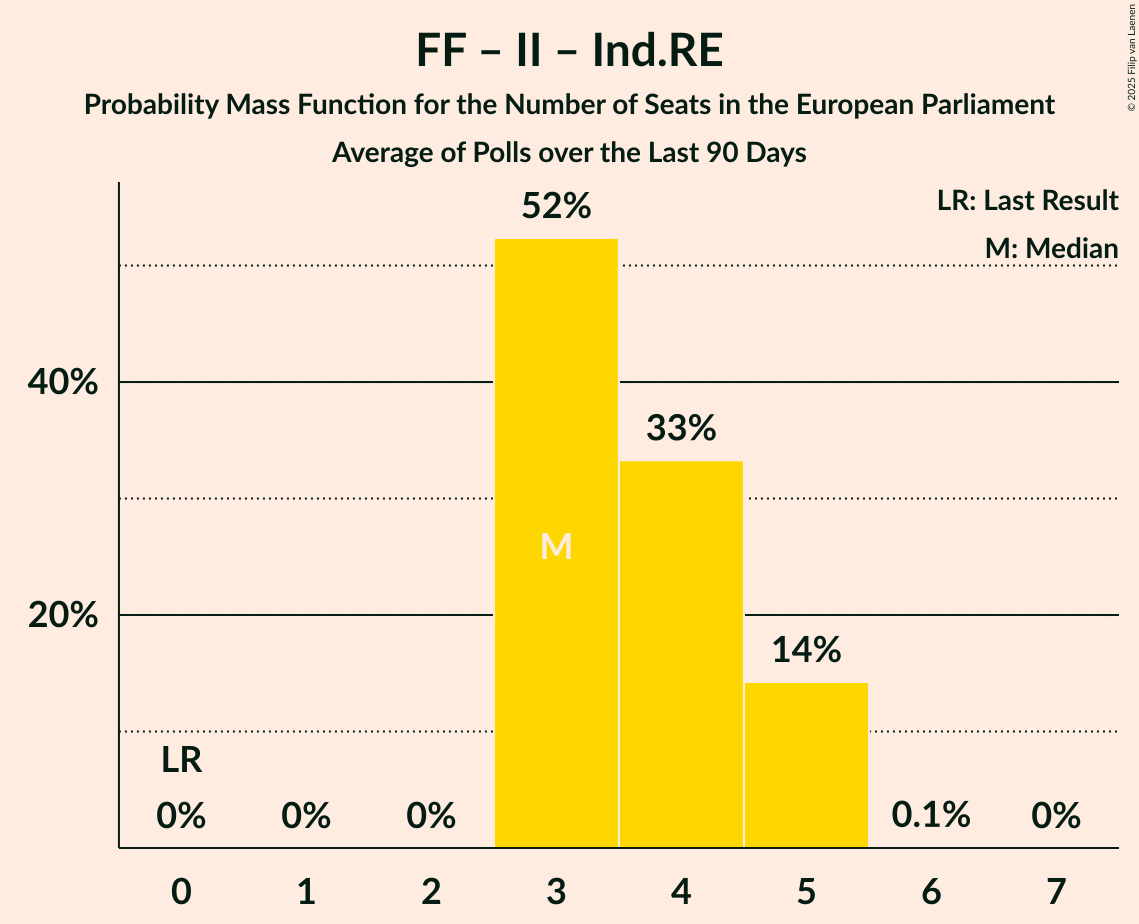 FF – II – Ind.RE
Probability Mass Function for the Number of Seats in the European Parliament
Average of Polls over the Last 90 Days
© 2025 Filip van Laenen
LR: Last Result
M: Median
52%
40%
33%
M
20%
14%
LR
0% 0% 0% 0.1% 0%
0 1 2 3 4 5 6 7